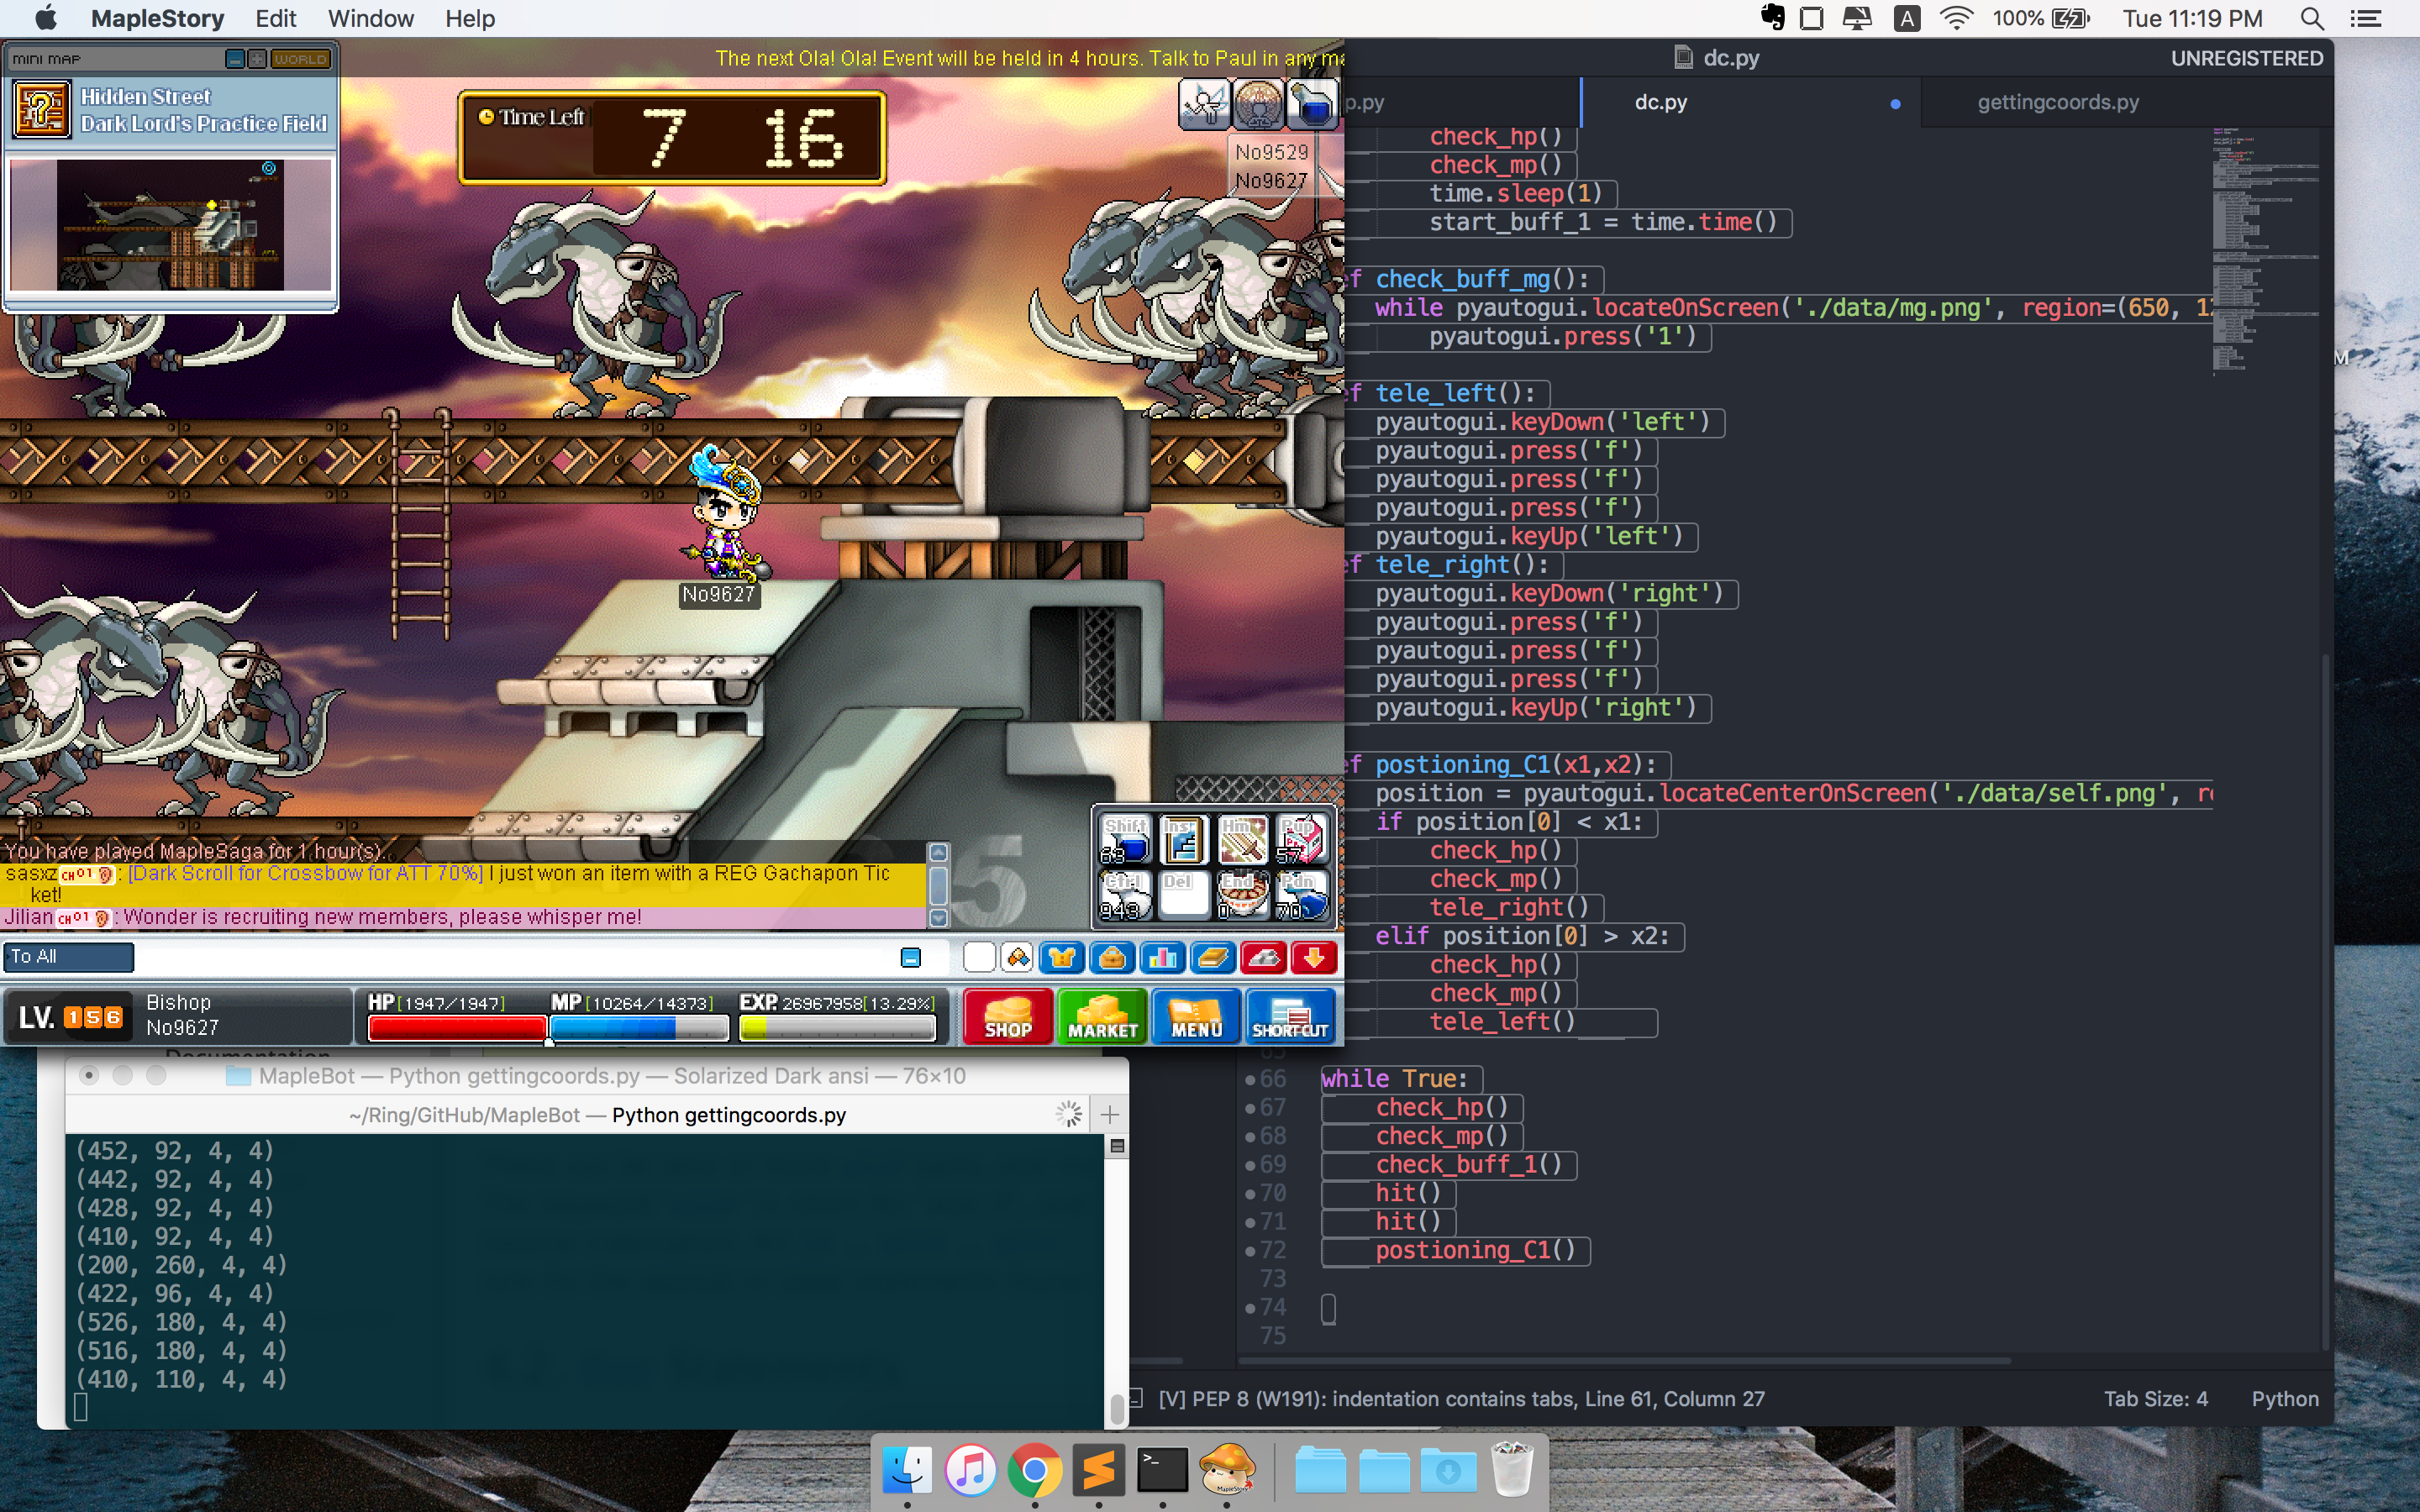 MapleStory Edit Window Help
A 100% Tue 11:19 PM
MINI MAP WORLD
Hidden Street
Dark Lord's Practice Field
The next Ola! Ola! Event will be held in 4 hours. Talk to Paul in any ma
Time Left 7 16
No9529
No9627
No9627
You have played MapleSaga for 1 hour(s).
sasxz CH01 : [Dark Scroll for Crossbow for ATT 70%] I just won an item with a REG Gachapon Tic
ket!
Jilian CH01 : Wonder is recruiting new members, please whisper me!
Shift Ins Hm Pup
63 57
Ctrl Del End Pdn
943 0 70
To All
LV. 156 Bishop
No9627
HP[1947/1947] MP[10264/14373] EXP. 26967958[13.29%]
SHOP MARKET MENU SHORTCUT
dc.py UNREGISTERED
p.py dc.py gettingcoords.py
check_hp()
check_mp()
time.sleep(1)
start_buff_1 = time.time()
ef check_buff_mg():
while pyautogui.locateOnScreen('./data/mg.png', region=(650, 12
pyautogui.press('1')
ef tele_left():
pyautogui.keyDown('left')
pyautogui.press('f')
pyautogui.press('f')
pyautogui.press('f')
pyautogui.keyUp('left')
ef tele_right():
pyautogui.keyDown('right')
pyautogui.press('f')
pyautogui.press('f')
pyautogui.press('f')
pyautogui.keyUp('right')
ef postioning_C1(x1,x2):
position = pyautogui.locateCenterOnScreen('./data/self.png', re
if position[0] < x1:
check_hp()
check_mp()
tele_right()
elif position[0] > x2:
check_hp()
check_mp()
tele_left()
65
66 while True:
67 check_hp()
68 check_mp()
69 check_buff_1()
70 hit()
71 hit()
72 postioning_C1()
73
74
75
[V] PEP 8 (W191): indentation contains tabs, Line 61, Column 27 Tab Size: 4 Python
Documentation
MapleBot — Python gettingcoords.py — Solarized Dark ansi — 76×10
~/Ring/GitHub/MapleBot — Python gettingcoords.py
(452, 92, 4, 4)
(442, 92, 4, 4)
(428, 92, 4, 4)
(410, 92, 4, 4)
(200, 260, 4, 4)
(422, 96, 4, 4)
(526, 180, 4, 4)
(516, 180, 4, 4)
(410, 110, 4, 4)
M
5